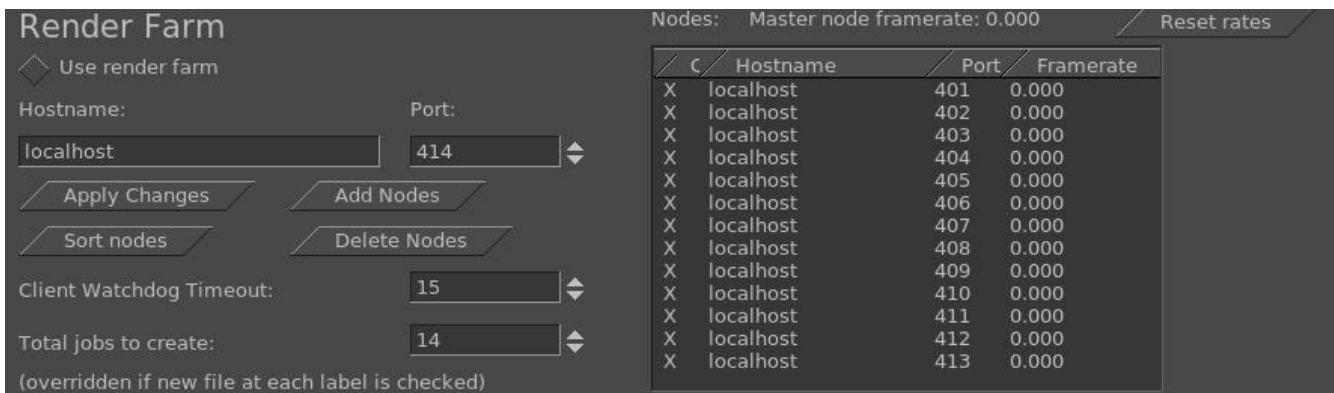 Render Farm
Use render farm
Hostname: Port:
localhost 414
Apply Changes Add Nodes
Sort nodes Delete Nodes
Client Watchdog Timeout: 15
Total jobs to create: 14
(overridden if new file at each label is checked)
Nodes: Master node framerate: 0.000 Reset rates
Hostname Port Framerate
X localhost 401 0.000
X localhost 402 0.000
X localhost 403 0.000
X localhost 404 0.000
X localhost 405 0.000
X localhost 406 0.000
X localhost 407 0.000
X localhost 408 0.000
X localhost 409 0.000
X localhost 410 0.000
X localhost 411 0.000
X localhost 412 0.000
X localhost 413 0.000